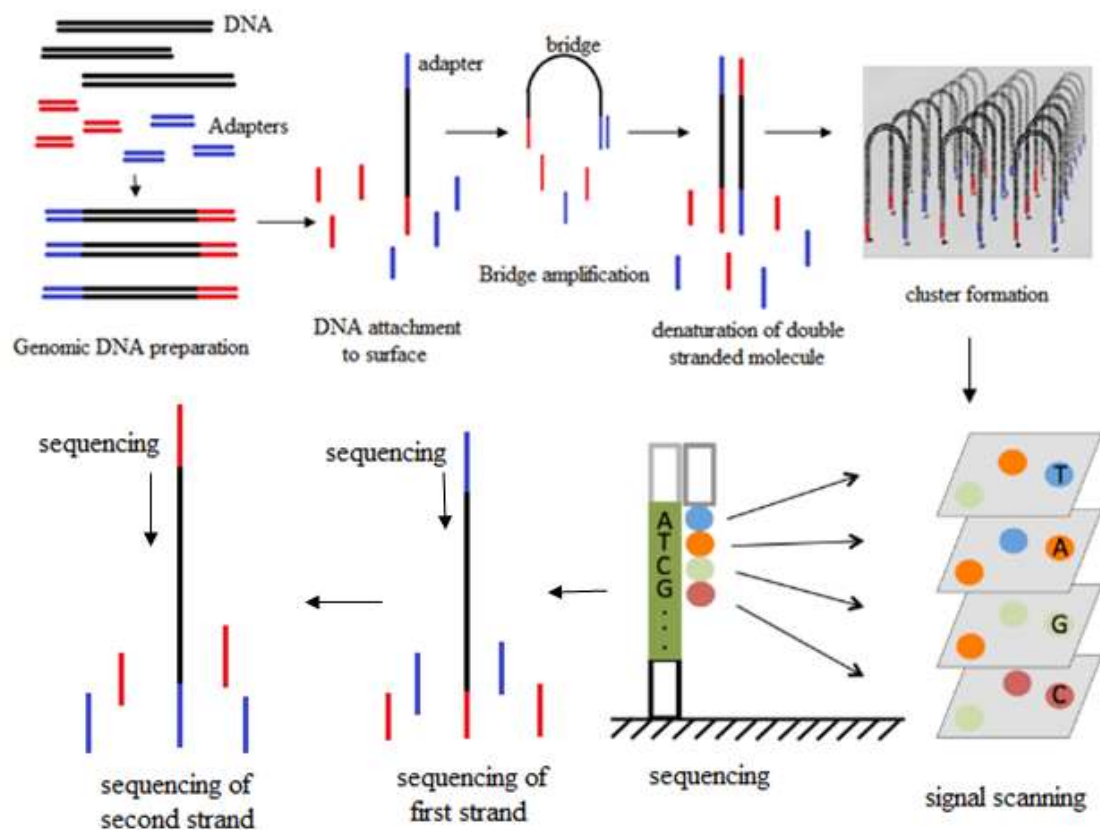 DNA
Adapters
Genomic DNA preparation
adapter
DNA attachment
to surface
bridge
Bridge amplification
denaturation of double
stranded molecule
cluster formation
sequencing
sequencing of
second strand
sequencing
sequencing of
first strand
A
T
C
G
.
.
.
sequencing
T
A
G
C
signal scanning